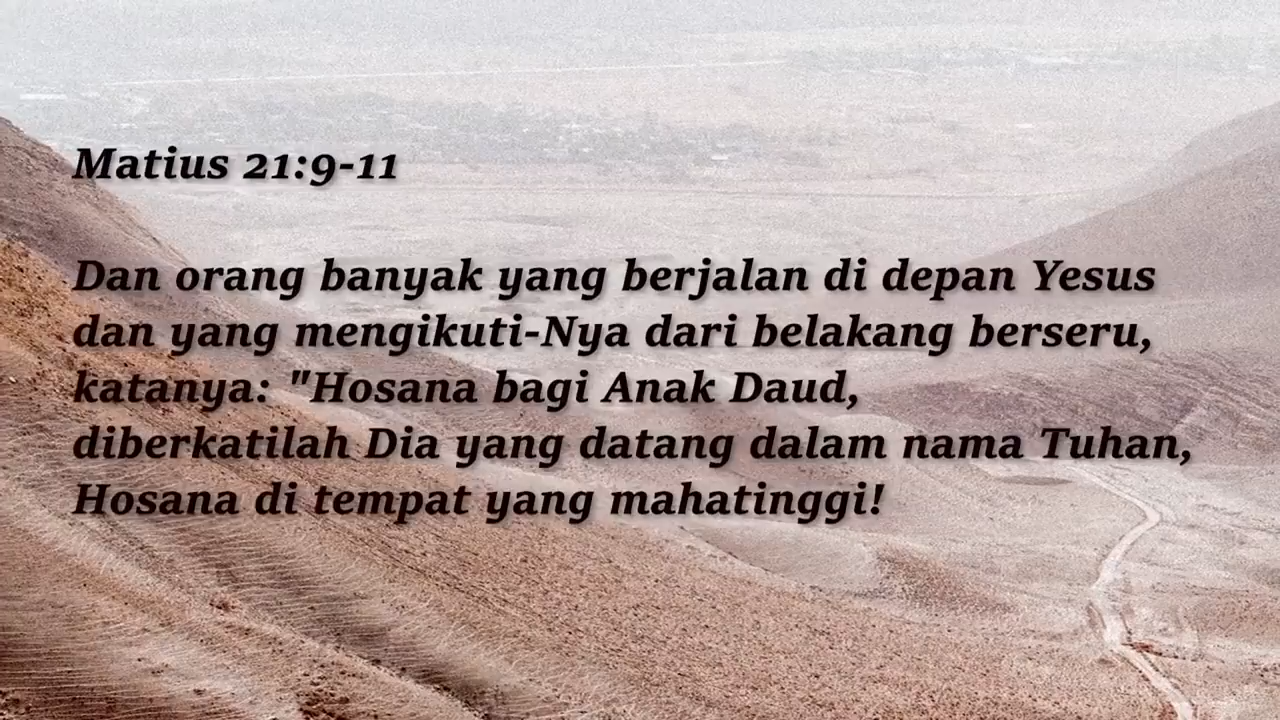 Matius 21:9-11
Dan orang banyak yang berjalan di depan Yesus
dan yang mengikuti-Nya dari belakang berseru,
katanya: "Hosana bagi Anak Daud,
diberkatilah Dia yang datang dalam nama Tuhan,
Hosana di tempat yang mahatinggi!